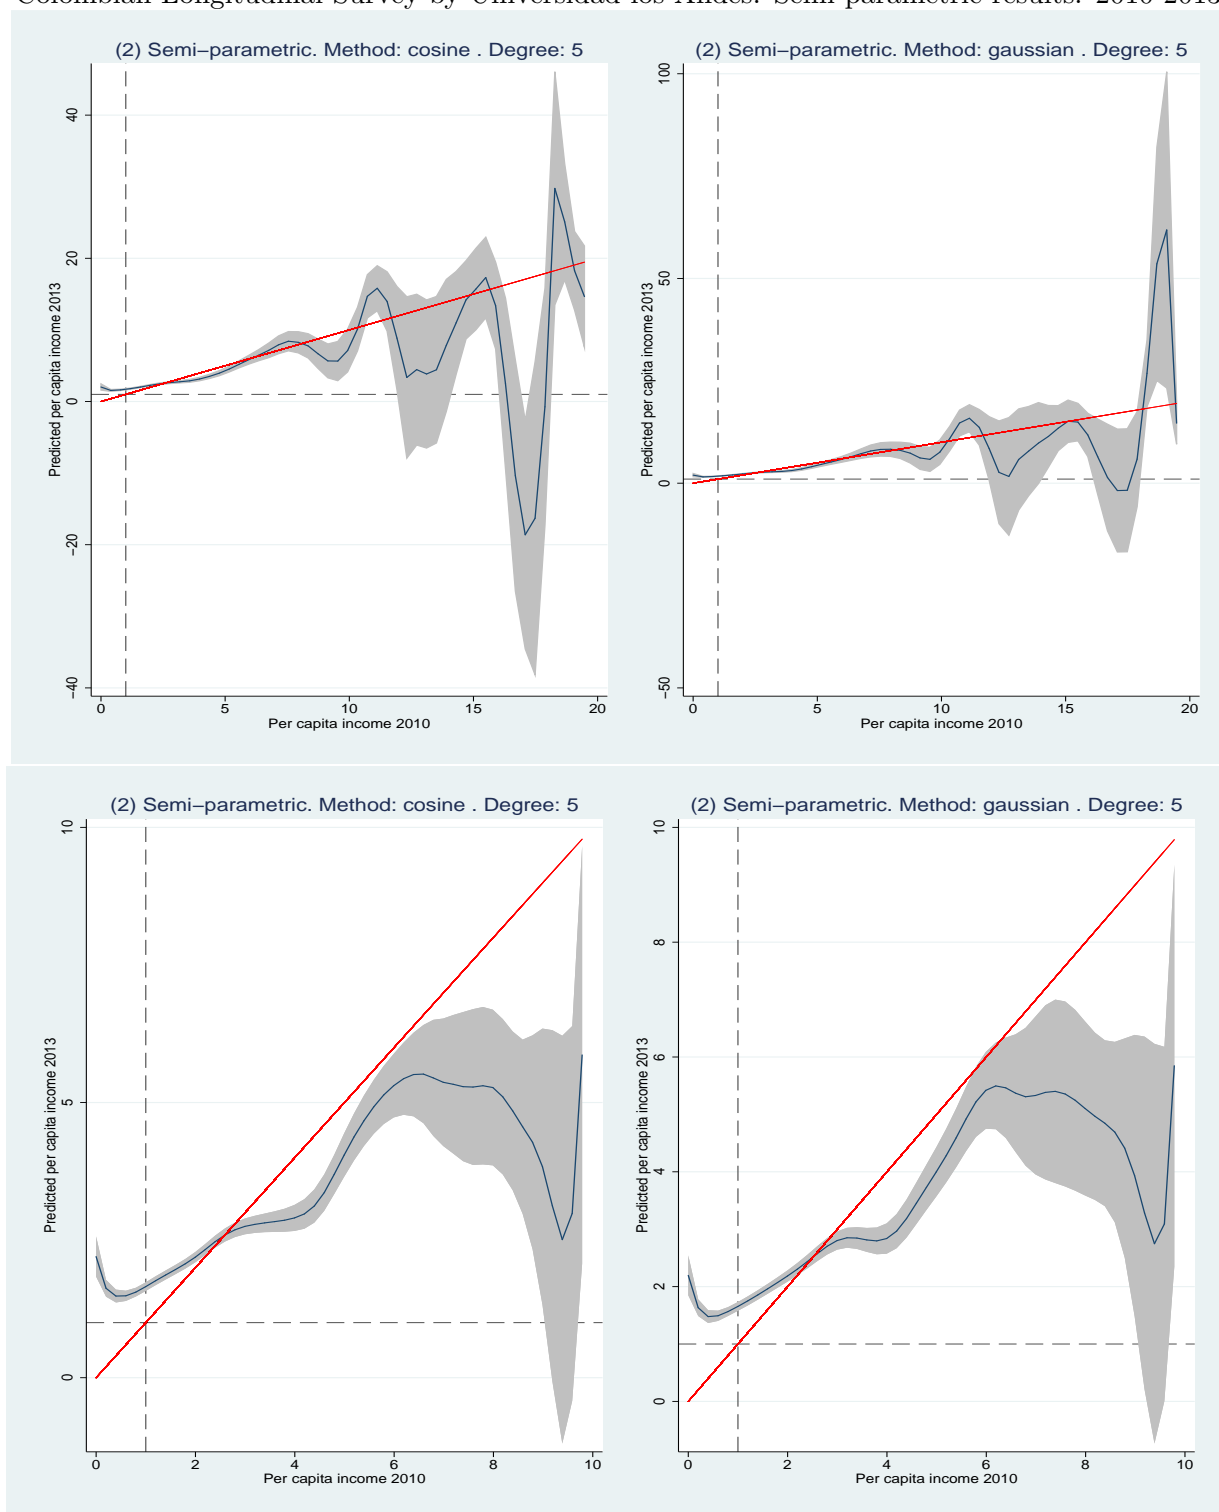 Colombian Longitudinal Survey by Universidad los Andes. Semi-parametric results. 2010-2013
(2) Semi−parametric. Method: cosine . Degree: 5
Predicted per capita income 2013
40
20
0
−20
−40
0 5 10 15 20
Per capita income 2010
(2) Semi−parametric. Method: gaussian . Degree: 5
Predicted per capita income 2013
100
50
0
−50
0 5 10 15 20
Per capita income 2010
(2) Semi−parametric. Method: cosine . Degree: 5
Predicted per capita income 2013
10
5
0
0 2 4 6 8 10
Per capita income 2010
(2) Semi−parametric. Method: gaussian . Degree: 5
Predicted per capita income 2013
10
8
6
4
2
0
0 2 4 6 8 10
Per capita income 2010